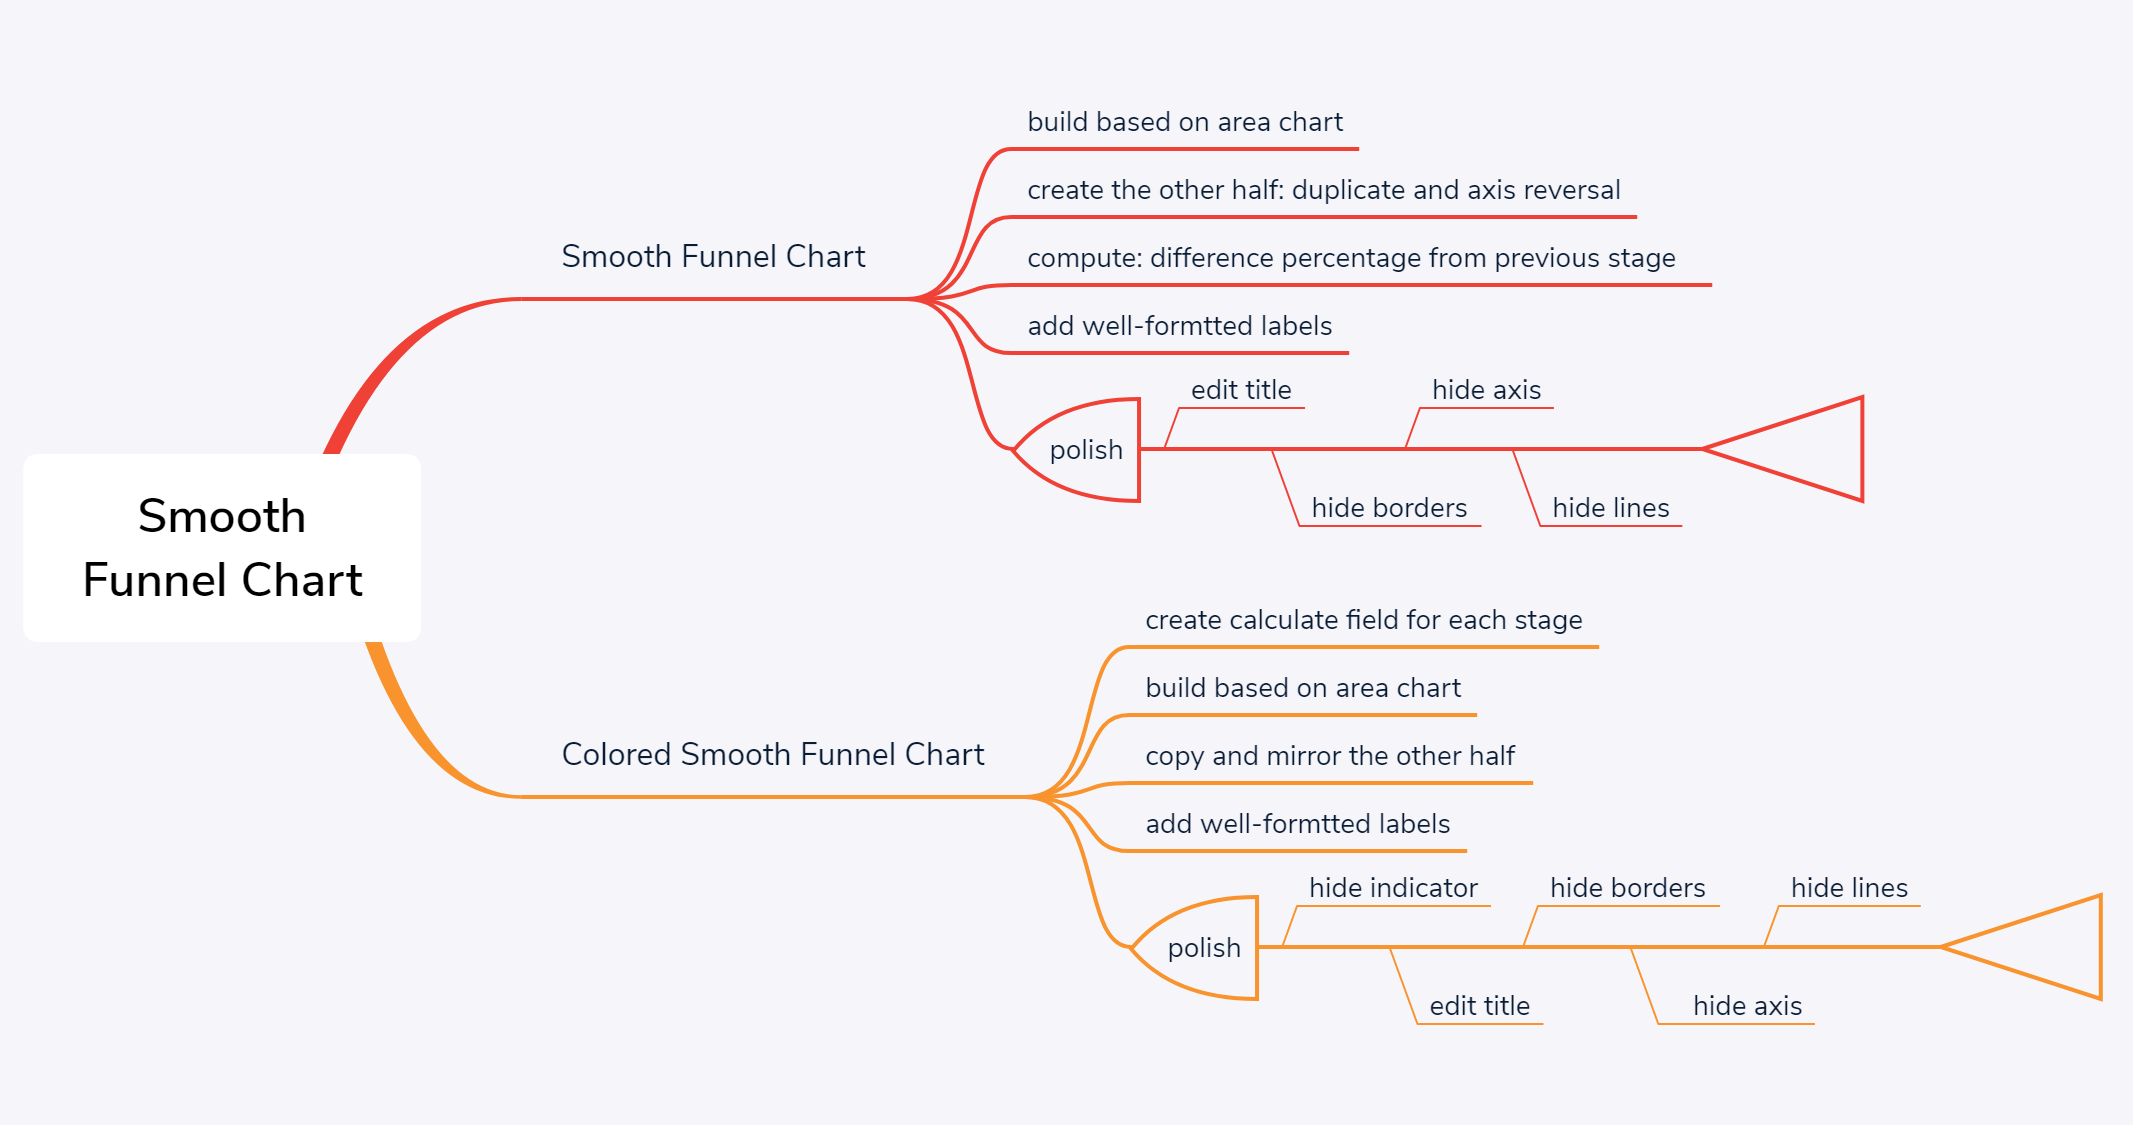 Smooth
Funnel Chart
Smooth Funnel Chart
build based on area chart
create the other half: duplicate and axis reversal
compute: difference percentage from previous stage
add well-formtted labels
polish
edit title
hide borders
hide axis
hide lines
Colored Smooth Funnel Chart
create calculate field for each stage
build based on area chart
copy and mirror the other half
add well-formtted labels
polish
hide indicator
edit title
hide borders
hide axis
hide lines